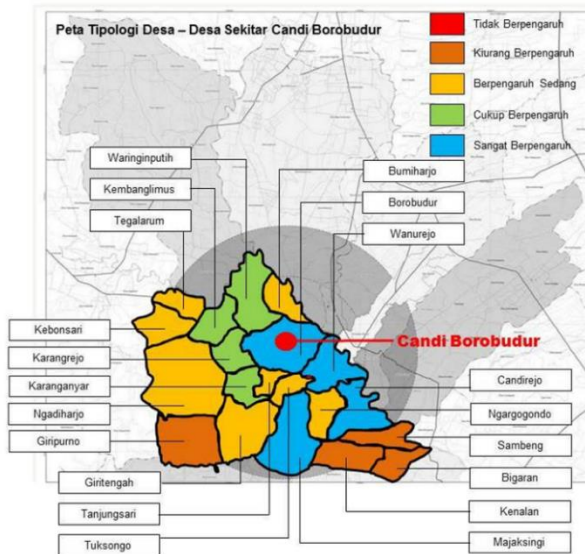 Peta Tipologi Desa – Desa Sekitar Candi Borobudur
Tidak Berpengaruh
Kiurang Berpengaruh
Berpengaruh Sedang
Cukup Berpengaruh
Sangat Berpengaruh
Waringinputih
Kembanglimus
Tegalarum
Bumiharjo
Borobudur
Wanurejo
Kebonsari
Karangrejo
Karanganyar
Ngadiharjo
Giripurno
Candi Borobudur
Candirejo
Ngargogondo
Sambeng
Bigaran
Giritengah
Tanjungsari
Tuksongo
Kenalan
Majaksingi